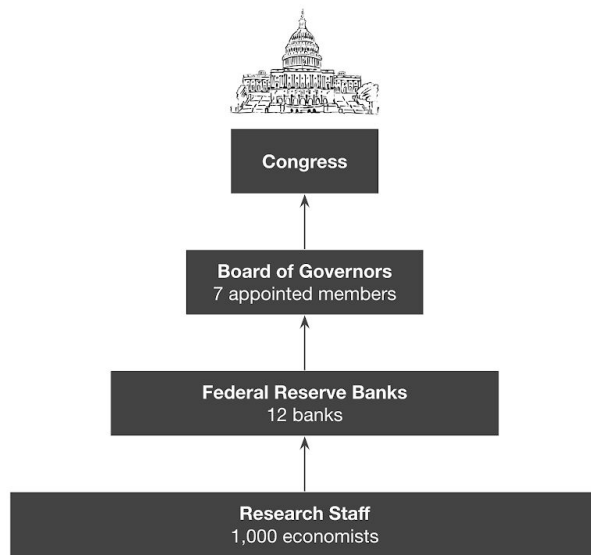 Congress
Board of Governors
7 appointed members
Federal Reserve Banks
12 banks
Research Staff
1,000 economists